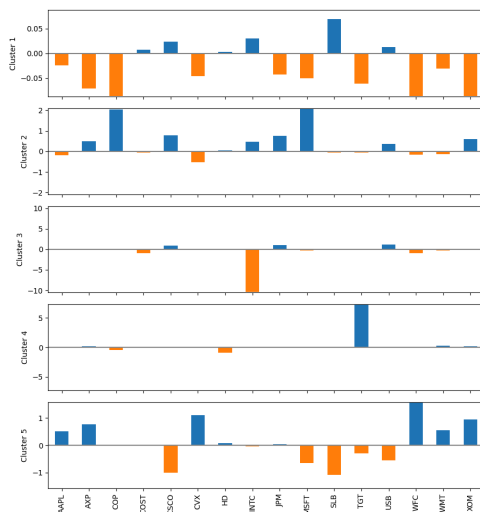 Cluster 1
0.05
0.00
−0.05
Cluster 2
2
1
0
−1
−2
Cluster 3
10
5
0
−5
−10
Cluster 4
5
0
−5
Cluster 5
1
0
−1
AAPL
AXP
COP
COST
CSCO
CVX
HD
INTC
JPM
MSFT
SLB
TGT
USB
WFC
WMT
XOM